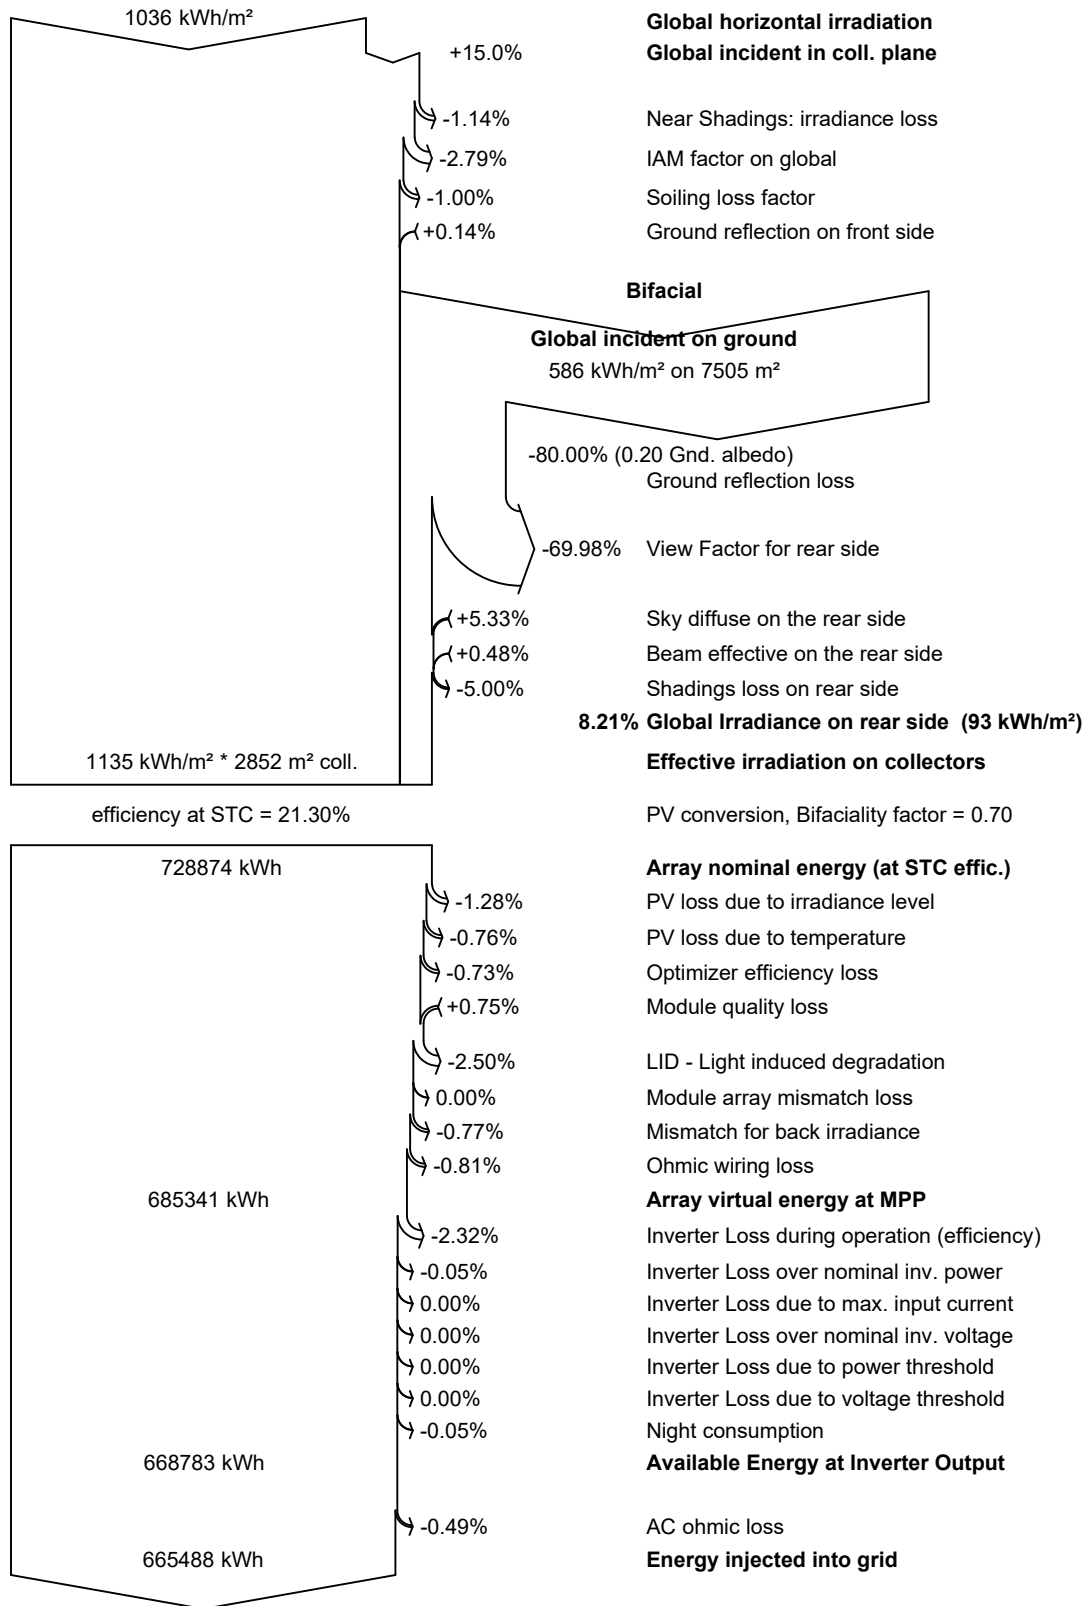 1036 kWh/m² Global horizontal irradiation
+15.0% Global incident in coll. plane
-1.14% Near Shadings: irradiance loss
-2.79% IAM factor on global
-1.00% Soiling loss factor
+0.14% Ground reflection on front side
Bifacial
Global incident on ground
586 kWh/m² on 7505 m²
-80.00% (0.20 Gnd. albedo)
Ground reflection loss
-69.98% View Factor for rear side
+5.33% Sky diffuse on the rear side
+0.48% Beam effective on the rear side
-5.00% Shadings loss on rear side
8.21% Global Irradiance on rear side (93 kWh/m²)
1135 kWh/m² * 2852 m² coll. Effective irradiation on collectors
efficiency at STC = 21.30% PV conversion, Bifaciality factor = 0.70
728874 kWh Array nominal energy (at STC effic.)
-1.28% PV loss due to irradiance level
-0.76% PV loss due to temperature
-0.73% Optimizer efficiency loss
+0.75% Module quality loss
-2.50% LID - Light induced degradation
0.00% Module array mismatch loss
-0.77% Mismatch for back irradiance
-0.81% Ohmic wiring loss
685341 kWh Array virtual energy at MPP
-2.32% Inverter Loss during operation (efficiency)
-0.05% Inverter Loss over nominal inv. power
0.00% Inverter Loss due to max. input current
0.00% Inverter Loss over nominal inv. voltage
0.00% Inverter Loss due to power threshold
0.00% Inverter Loss due to voltage threshold
-0.05% Night consumption
668783 kWh Available Energy at Inverter Output
-0.49% AC ohmic loss
665488 kWh Energy injected into grid